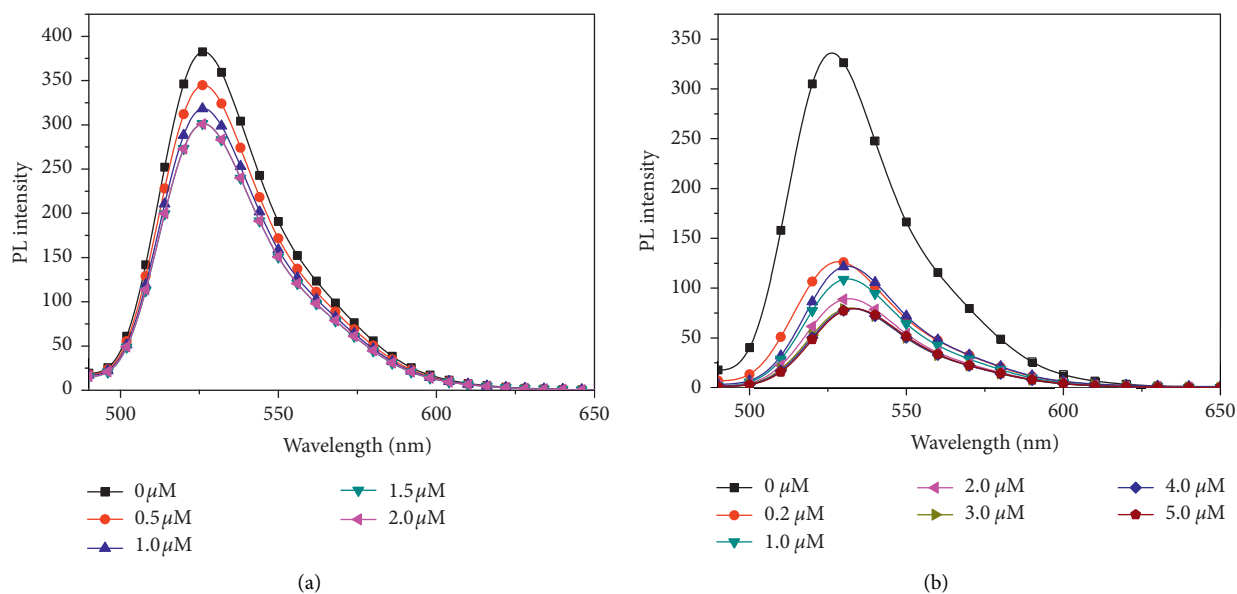 400
350
300
250
200
150
100
50
0
PL intensity
500
550
600
650
Wavelength (nm)
0 μM
0.5 μM
1.0 μM
1.5 μM
2.0 μM
(a)
350
300
250
200
150
100
50
0
PL intensity
500
550
600
650
Wavelength (nm)
0 μM
0.2 μM
1.0 μM
2.0 μM
3.0 μM
4.0 μM
5.0 μM
(b)